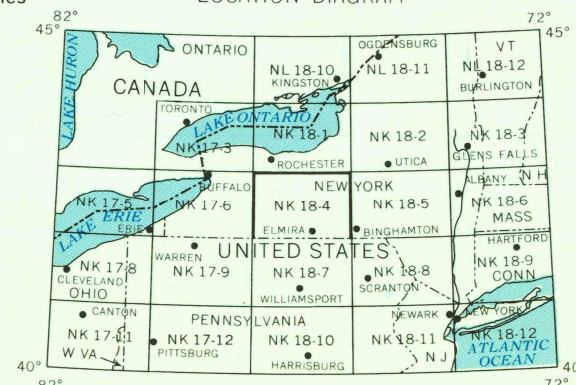 es
LOCATION DIAGRAM
82°
72°
45°
45°
ONTARIO
OGDENSBURG
VT
NL 18-10
NL 18-11
NL 18-12
KINGSTON
BURLINGTON
LAKE HURON
CANADA
TORONTO
LAKE ONTARIO
NK 17-3
NK 18-1
NK 18-2
NK 18-3
ROCHESTER
UTICA
GLENS FALLS
BUFFALO
NEW YORK
ALBANY
N H
NK 17-5
NK 17-6
NK 18-4
NK 18-5
NK 18-6
MASS
LAKE ERIE
ERIE
ELMIRA
BINGHAMTON
HARTFORD
WARREN
UNITED STATES
NK 17-8
NK 17-9
NK 18-7
NK 18-8
NK 18-9
CONN
CLEVELAND
OHIO
WILLIAMSPORT
SCRANTON
CANTON
PENNSYLVANIA
NEWARK
NEW YORK
NK 17-11
NK 17-12
NK 18-10
NK 18-11
NK 18-12
W VA
PITTSBURG
HARRISBURG
N J
ATLANTIC
OCEAN
40°
40
82°
72°